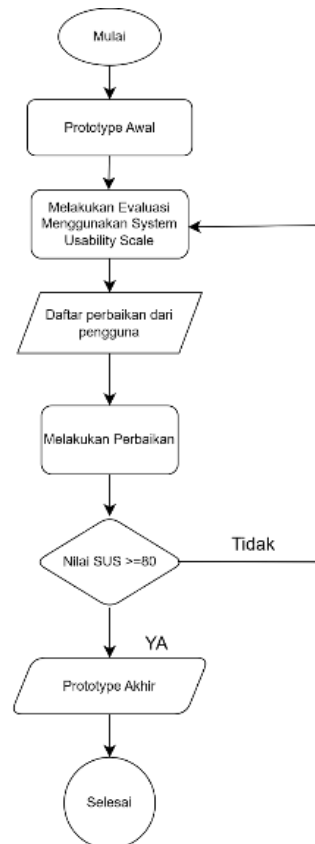 Mulai
Prototype Awal
Melakukan Evaluasi
Menggunakan System
Usability Scale
Daftar perbaikan dari
pengguna
Melakukan Perbaikan
Nilai SUS >=80
Tidak
YA
Prototype Akhir
Selesai